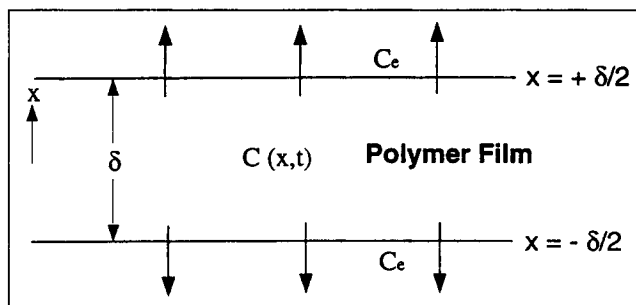 Ce
x = + δ/2
x
δ
C (x,t)
Polymer Film
x = - δ/2
Ce